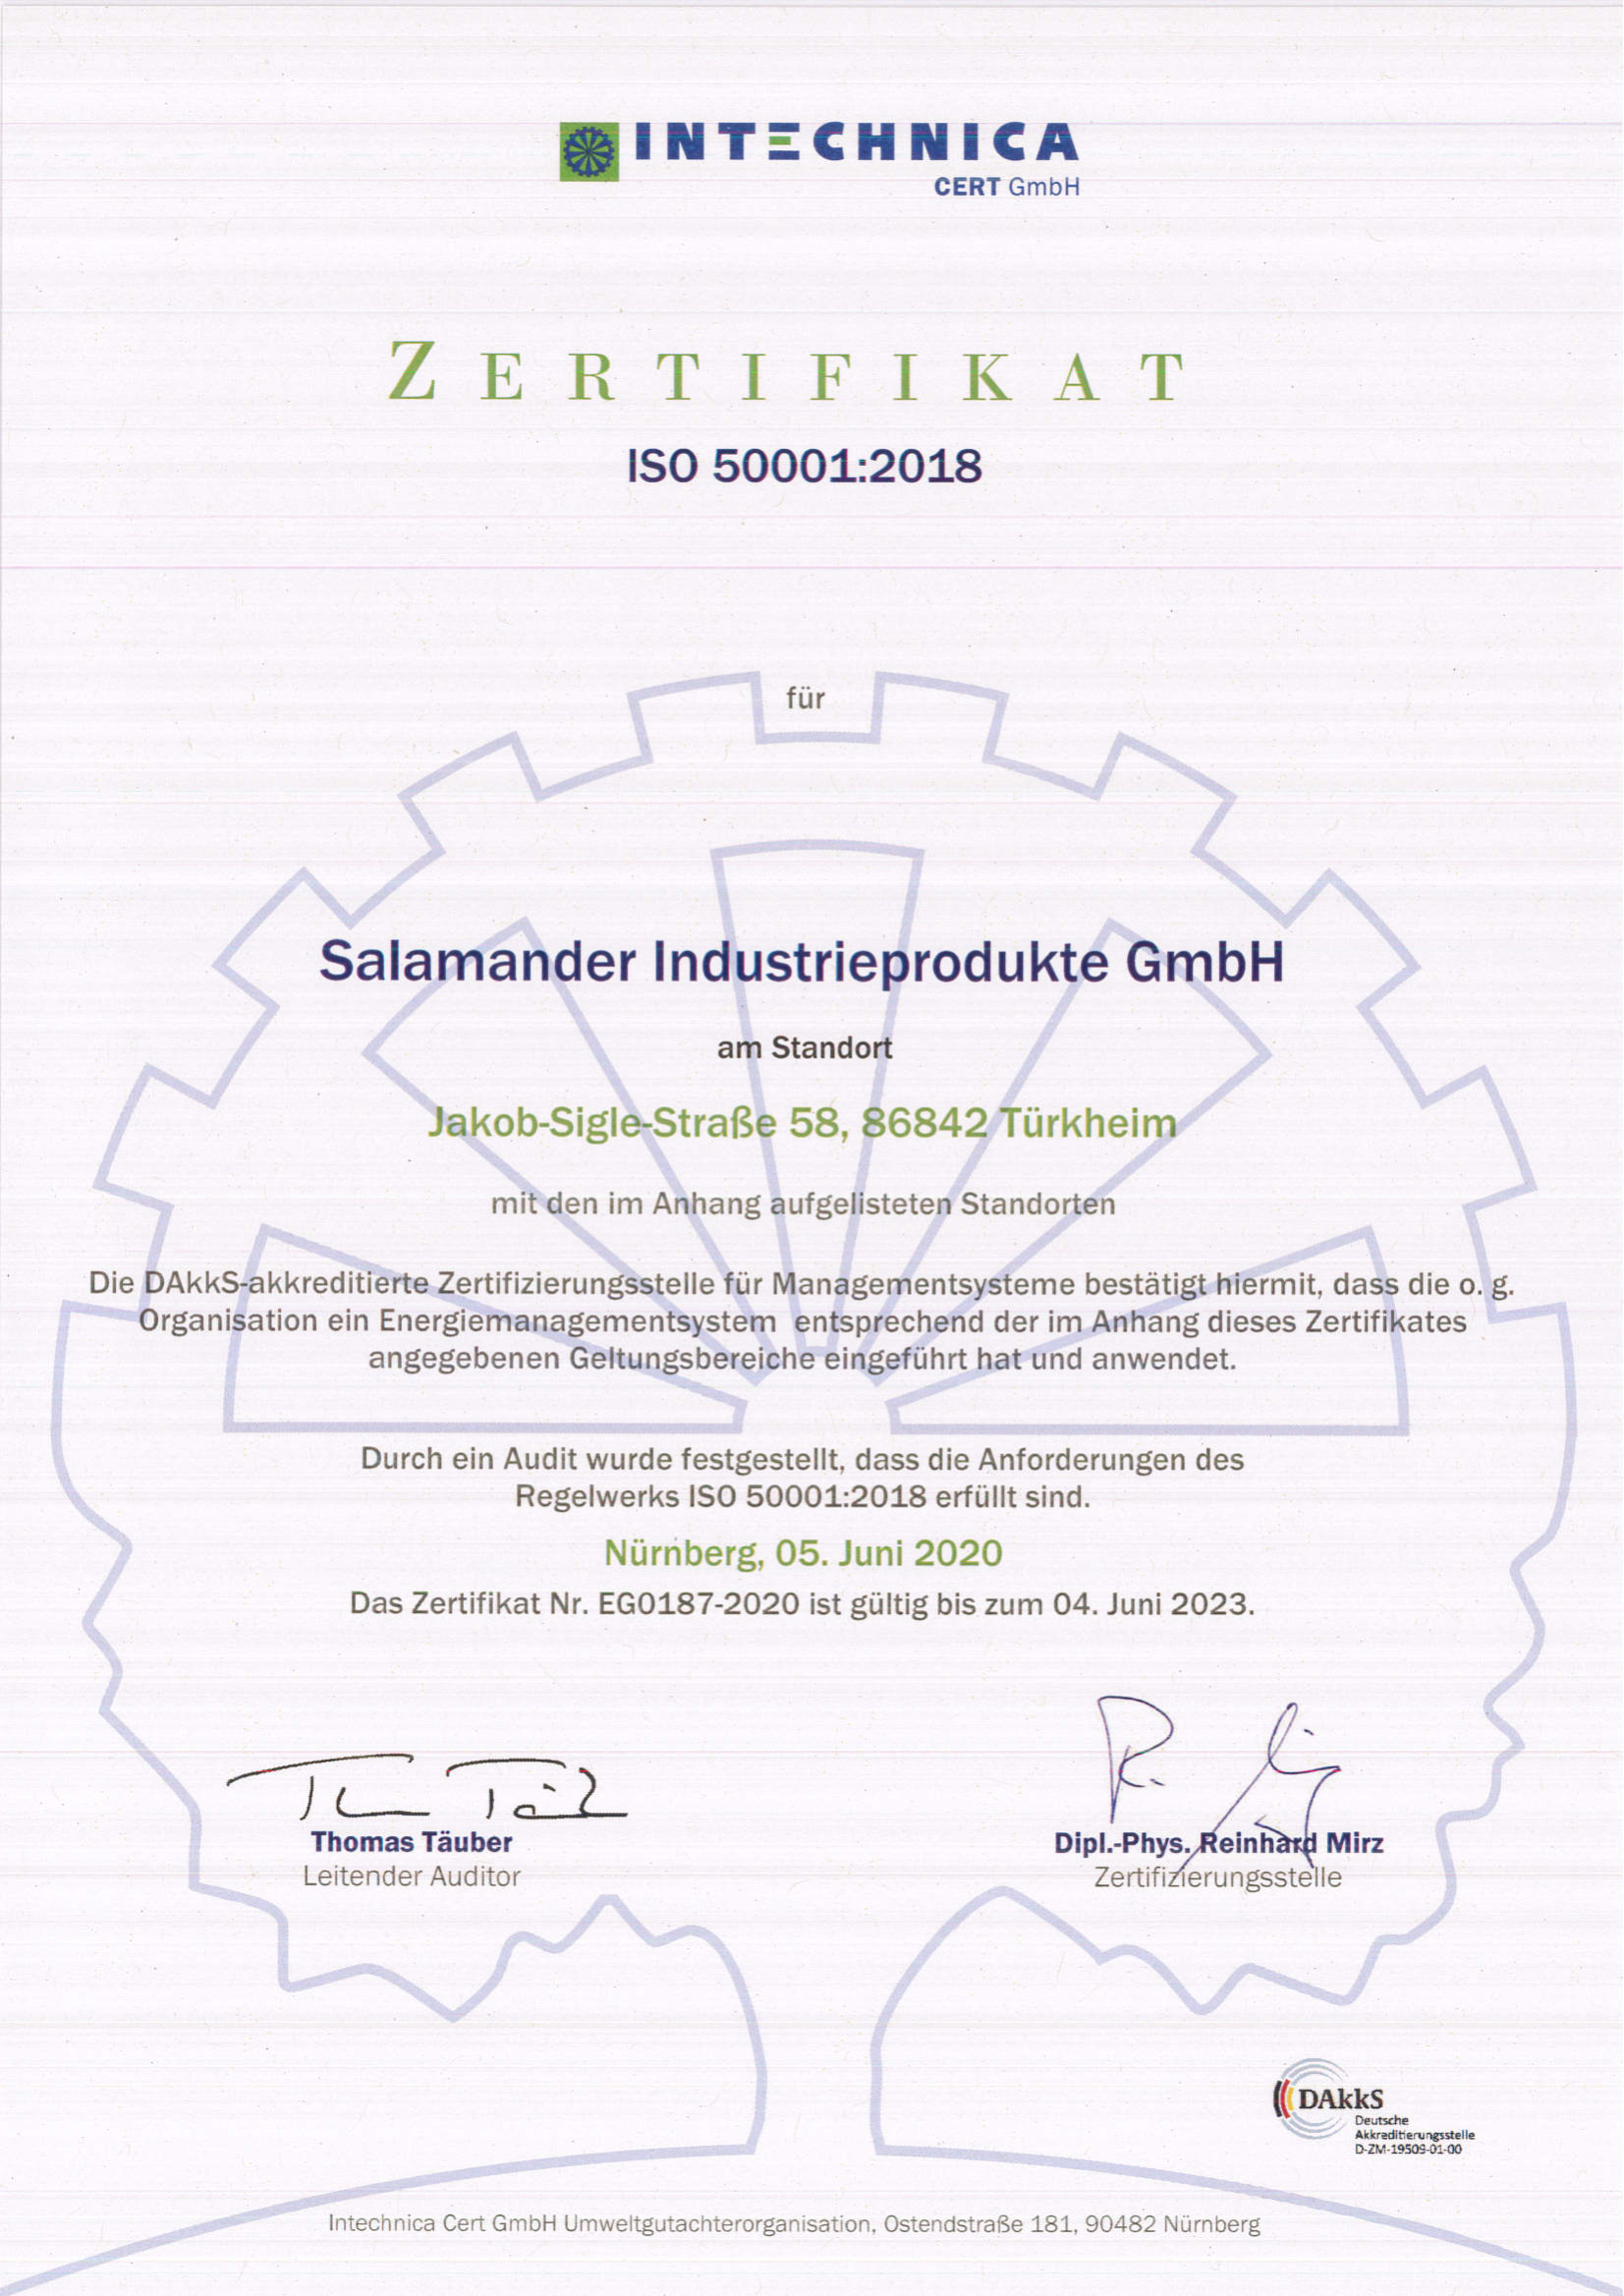 INTECHNICA
CERT GmbH
ZERTIFIKAT
ISO 50001:2018
für
Salamander Industrieprodukte GmbH
am Standort
Jakob-Sigle-Straße 58, 86842 Türkheim
mit den im Anhang aufgelisteten Standorten
Die DAkkS-akkreditierte Zertifizierungsstelle für Managementsysteme bestätigt hiermit, dass die o. g.
Organisation ein Energiemanagementsystem entsprechend der im Anhang dieses Zertifikates
angegebenen Geltungsbereiche eingeführt hat und anwendet.
Durch ein Audit wurde festgestellt, dass die Anforderungen des
Regelwerks ISO 50001:2018 erfüllt sind.
Nürnberg, 05. Juni 2020
Das Zertifikat Nr. EG0187-2020 ist gültig bis zum 04. Juni 2023.
Thomas Täuber
Leitender Auditor
Dipl.-Phys. Reinhard Mirz
Zertifizierungsstelle
DAkkS
Deutsche
Akkreditierungsstelle
D-ZM-19509-01-00
Intechnica Cert GmbH Umweltgutachterorganisation, Ostendstraße 181, 90482 Nürnberg